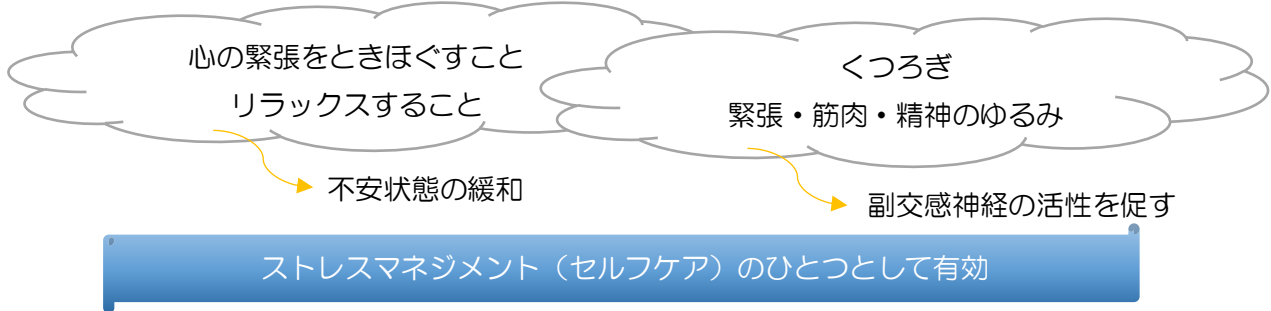 心の緊張をときほぐすこと
リラックスすること
くつろぎ
緊張・筋肉・精神のゆるみ
不安状態の緩和
副交感神経の活性を促す
ストレスマネジメント（セルフケア）のひとつとして有効